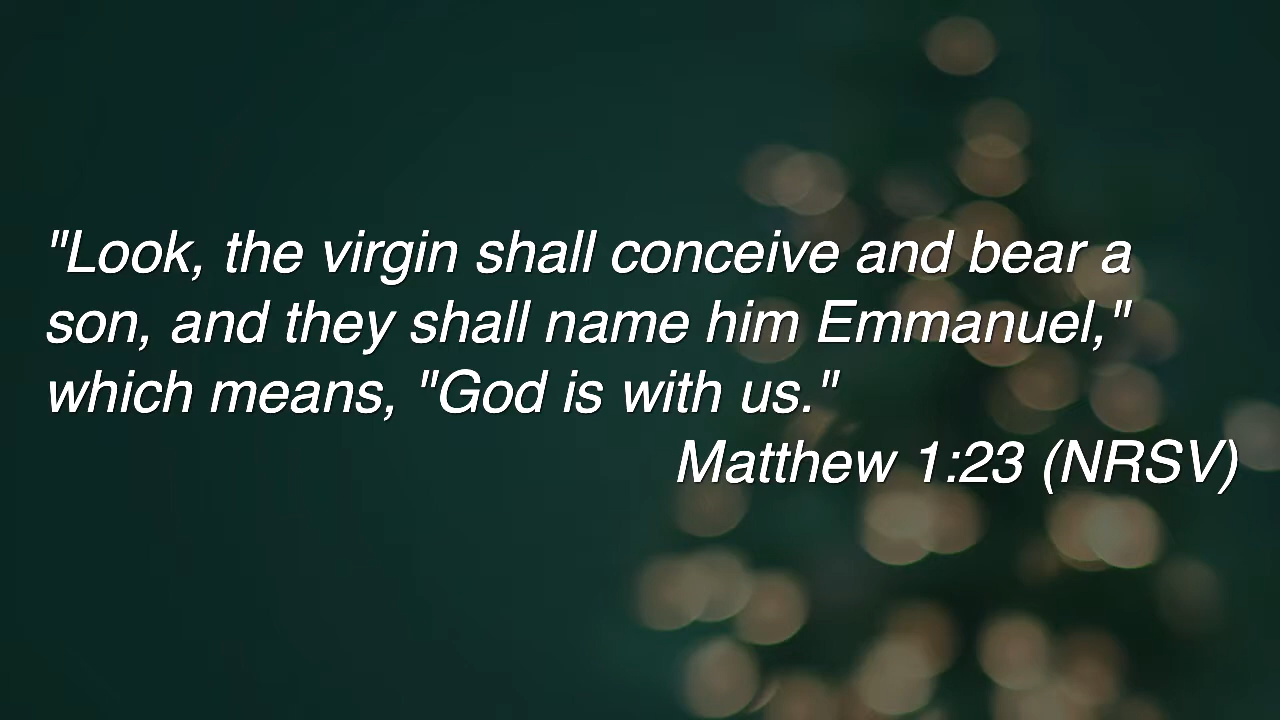 "Look, the virgin shall conceive and bear a
son, and they shall name him Emmanuel,"
which means, "God is with us."
Matthew 1:23 (NRSV)